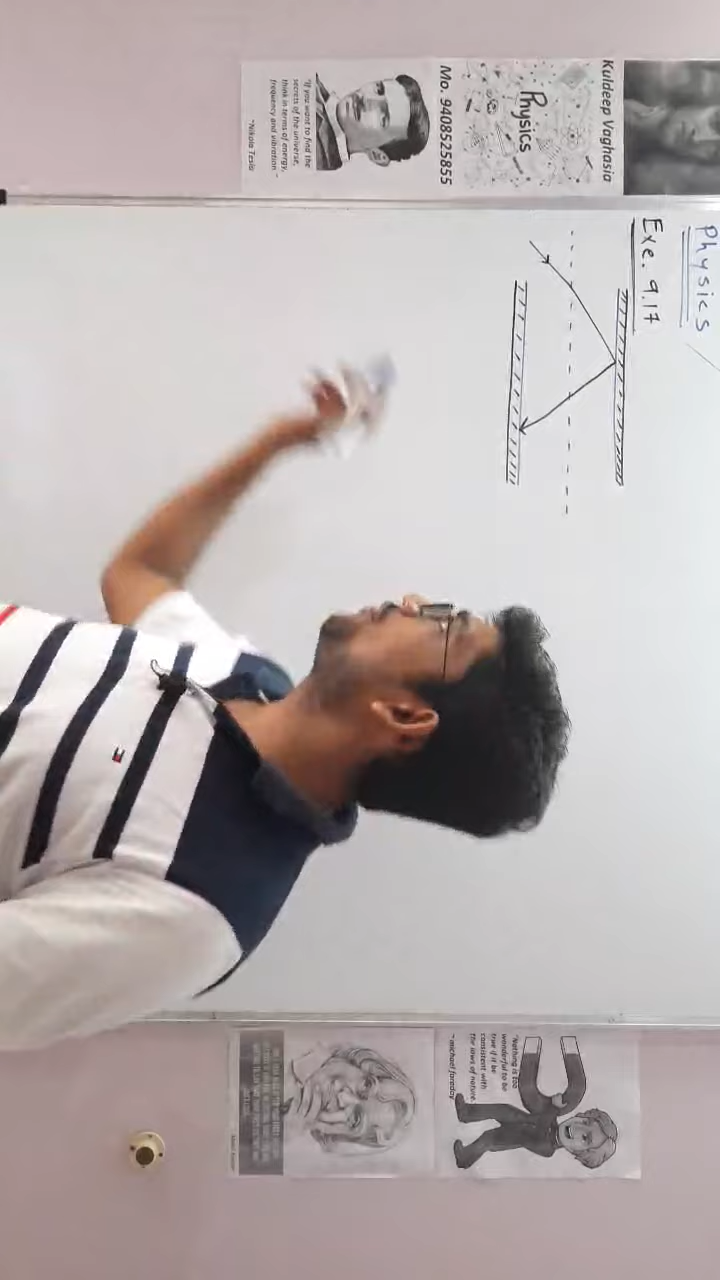 Physics
Exe. 9.17
Kuldeep Vaghasia
Physics
Mo. 9408525855
"If you want to find the
secrets of the universe,
think in terms of energy,
frequency and vibration."
"Nikola Tesla
"Nothing is too
wonderful to be
true if it be
consistent with
the laws of nature.
"michael faraday